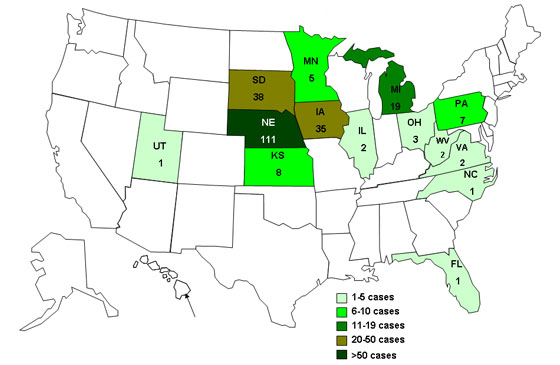 MN
5
SD
38
MI
19
NE
111
IA
35
PA
7
IL
2
OH
3
WV
2
VA
2
UT
1
KS
8
NC
1
FL
1
1-5 cases
6-10 cases
11-19 cases
20-50 cases
>50 cases